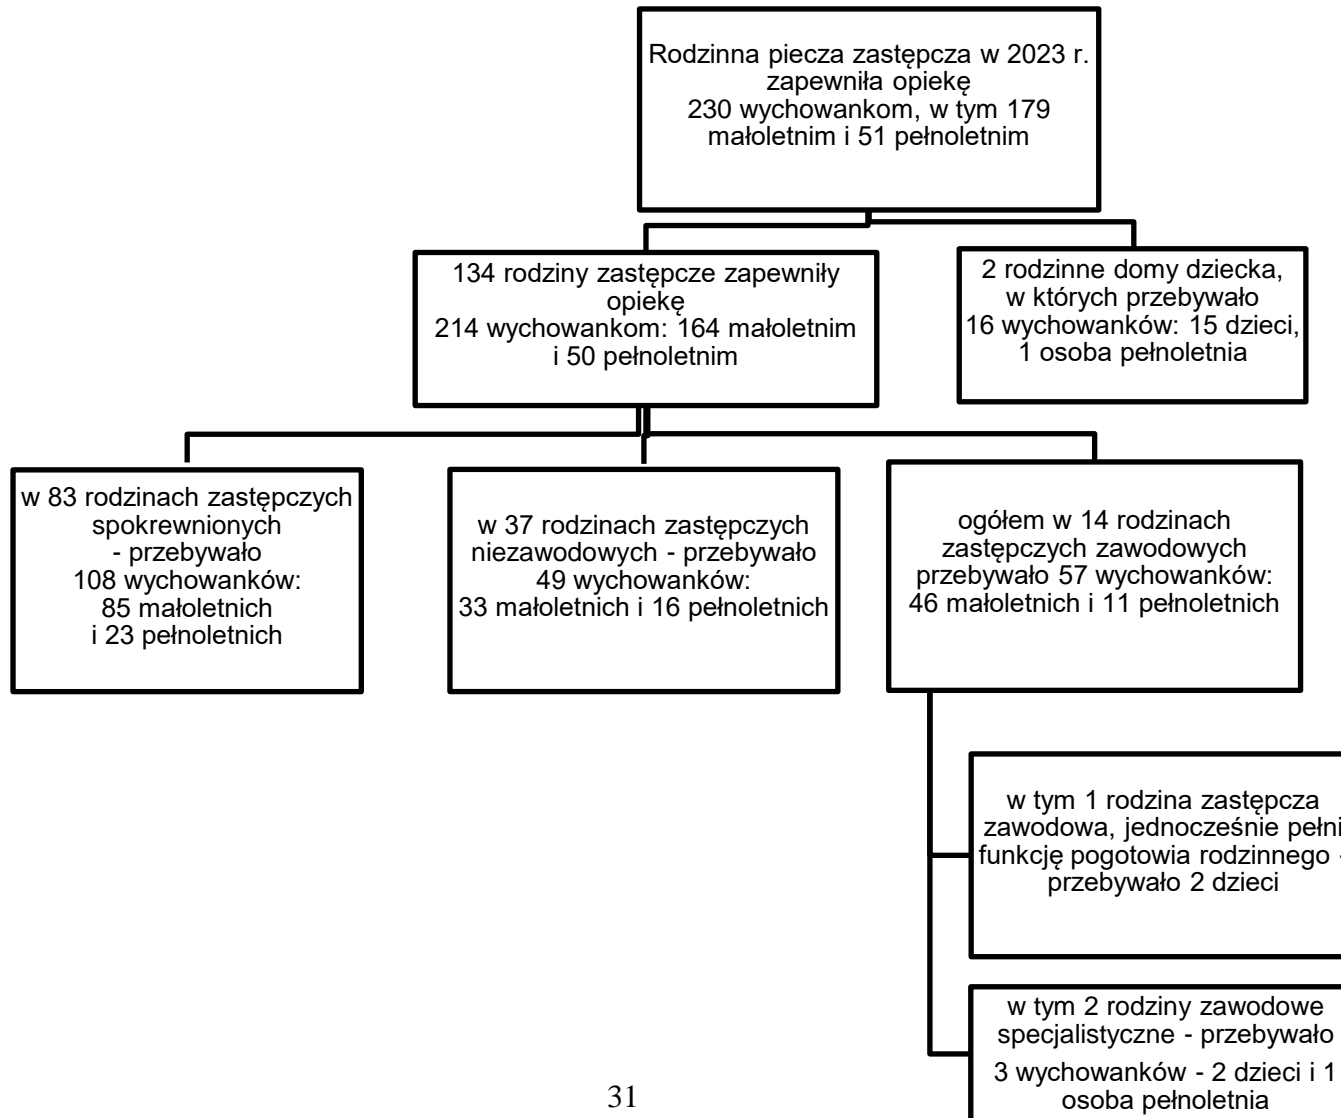 Rodzinna piecza zastępcza w 2023 r.
zapewniła opiekę
230 wychowankom, w tym 179
małoletnim i 51 pełnoletnim
134 rodziny zastępcze zapewniły
opiekę
214 wychowankom: 164 małoletnim
i 50 pełnoletnim
2 rodzinne domy dziecka,
w których przebywało
16 wychowanków: 15 dzieci,
1 osoba pełnoletnia
w 83 rodzinach zastępczych
spokrewnionych
- przebywało
108 wychowanków:
85 małoletnich
i 23 pełnoletnich
w 37 rodzinach zastępczych
niezawodowych - przebywało
49 wychowanków:
33 małoletnich i 16 pełnoletnich
ogółem w 14 rodzinach
zastępczych zawodowych
przebywało 57 wychowanków:
46 małoletnich i 11 pełnoletnich
w tym 1 rodzina zastępcza
zawodowa, jednocześnie pełni
funkcję pogotowia rodzinnego -
przebywało 2 dzieci
w tym 2 rodziny zawodowe
specjalistyczne - przebywało
3 wychowanków - 2 dzieci i 1
osoba pełnoletnia
31